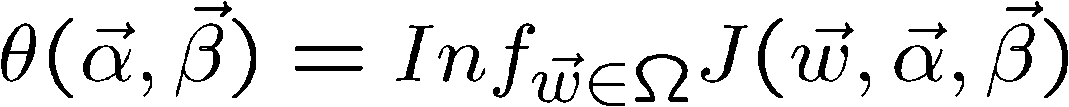 θ(α⃗, β⃗) = Inf_{w⃗∈Ω} J(w⃗, α⃗, β⃗)